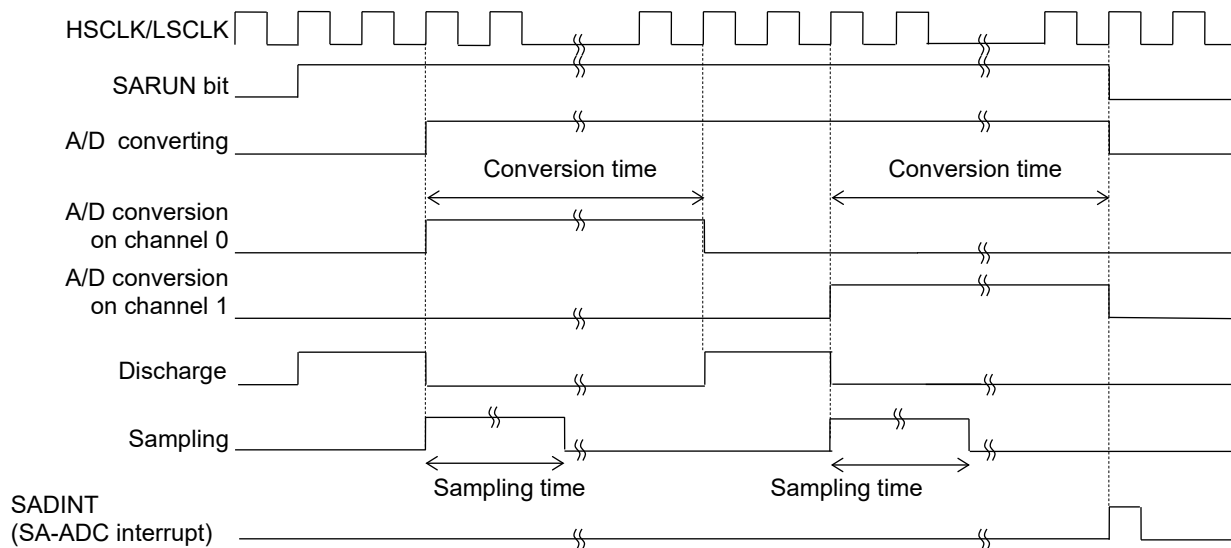 HSCLK/LSCLK
SARUN bit
A/D converting
Conversion time
Conversion time
A/D conversion
on channel 0
A/D conversion
on channel 1
Discharge
Sampling
Sampling time
Sampling time
SADINT
(SA-ADC interrupt)